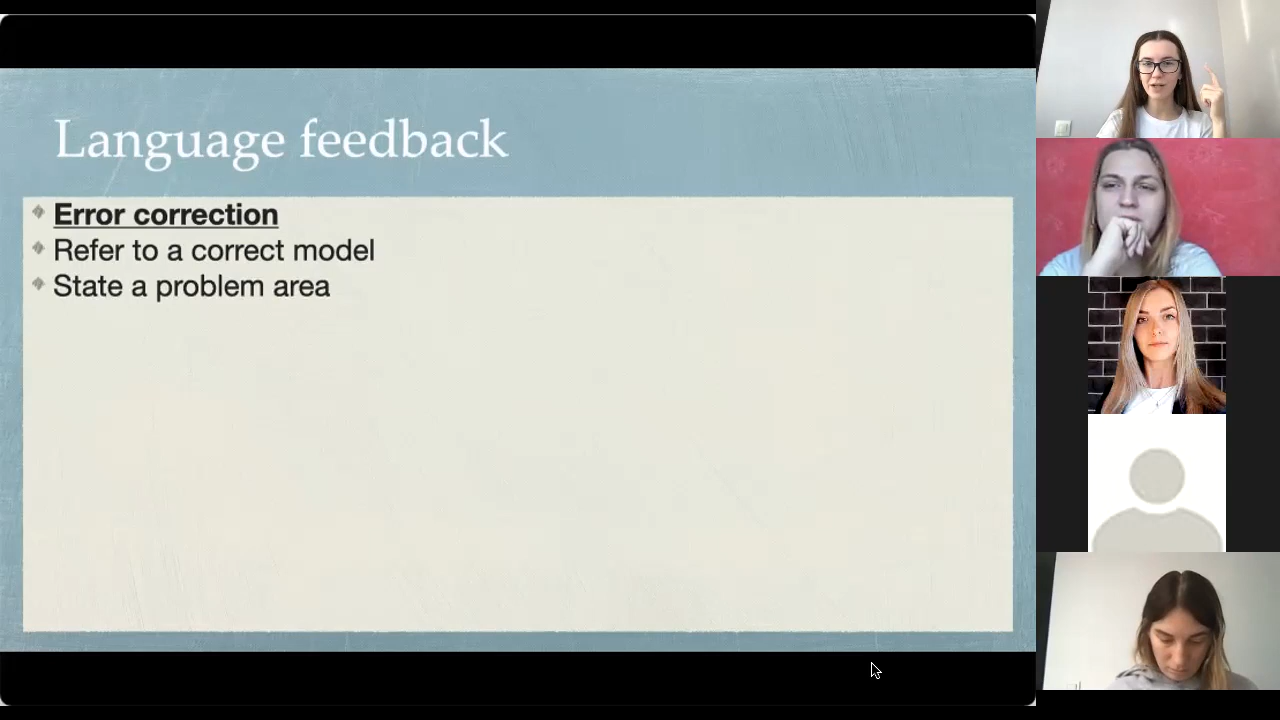 Language feedback
Error correction
Refer to a correct model
State a problem area